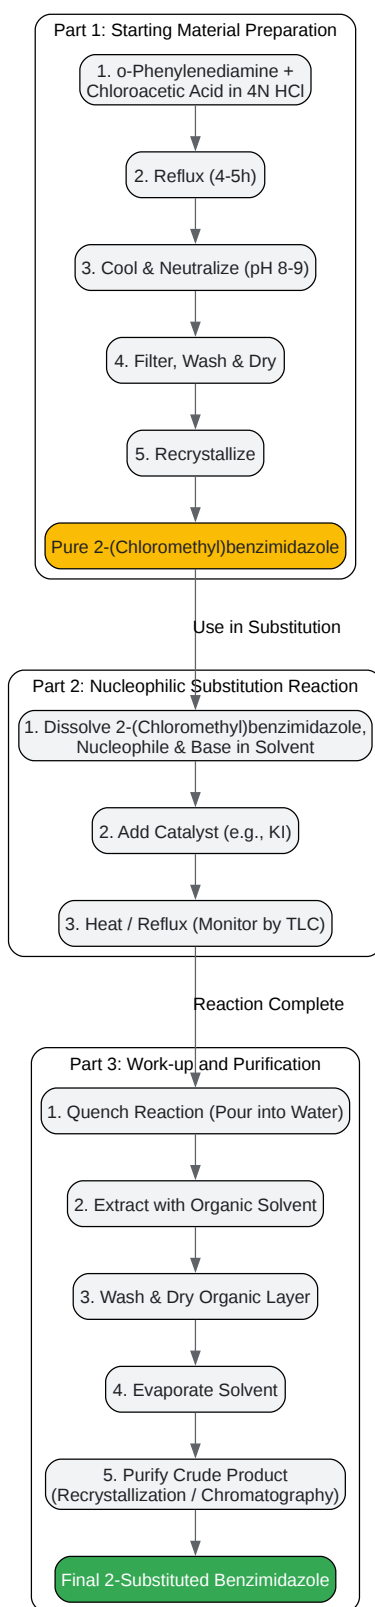 Part 1: Starting Material Preparation
1. o-Phenylenediamine +
Chloroacetic Acid in 4N HCl
2. Reflux (4-5h)
3. Cool & Neutralize (pH 8-9)
4. Filter, Wash & Dry
5. Recrystallize
Pure 2-(Chloromethyl)benzimidazole
Use in Substitution
Part 2: Nucleophilic Substitution Reaction
1. Dissolve 2-(Chloromethyl)benzimidazole,
Nucleophile & Base in Solvent
2. Add Catalyst (e.g., KI)
3. Heat / Reflux (Monitor by TLC)
Reaction Complete
Part 3: Work-up and Purification
1. Quench Reaction (Pour into Water)
2. Extract with Organic Solvent
3. Wash & Dry Organic Layer
4. Evaporate Solvent
5. Purify Crude Product
(Recrystallization / Chromatography)
Final 2-Substituted Benzimidazole